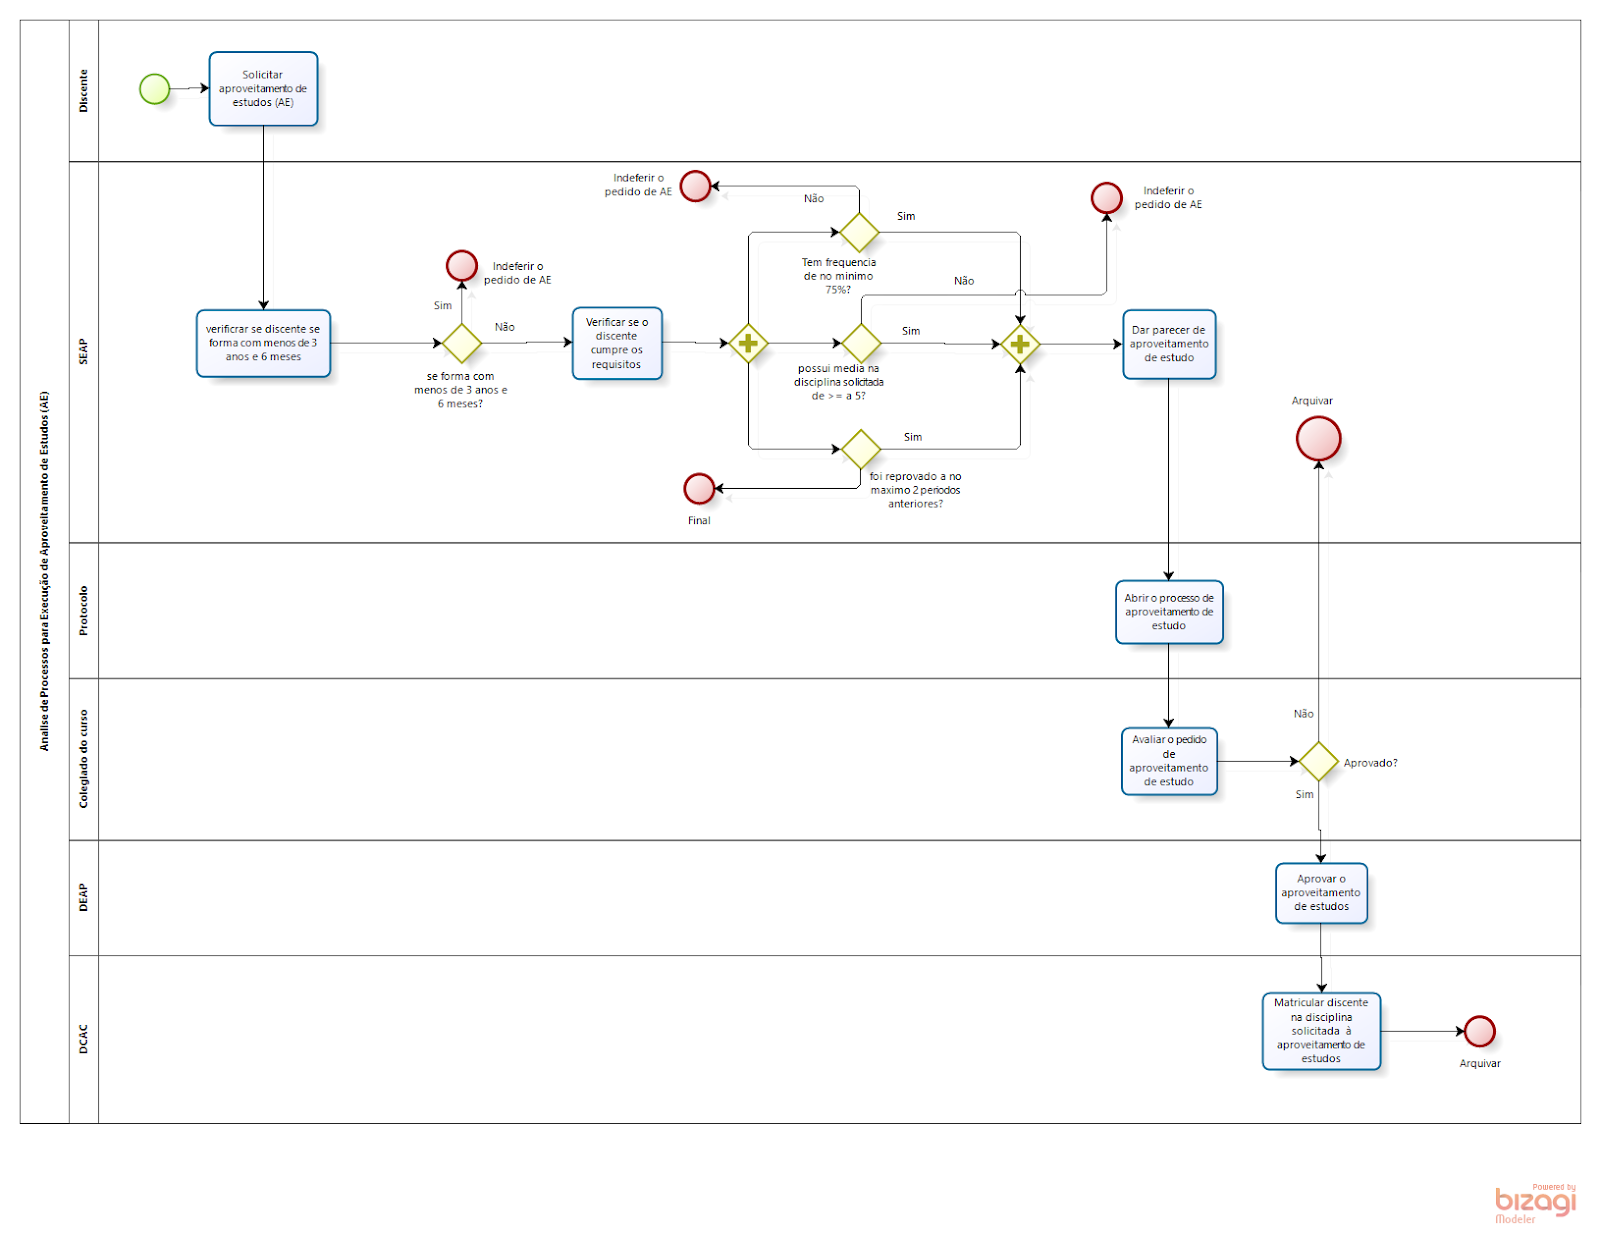 Analise de Processos para Execução de Aproveitamento de Estudos (AE)
Discente
Solicitar
aproveitamento de
estudos (AE)
SEAP
verificrar se discente se
forma com menos de 3
anos e 6 meses
Sim
Indeferir o
pedido de AE
Não
se forma com
menos de 3 anos e
6 meses?
Verificar se o
discente
cumpre os
requisitos
Indeferir o
pedido de AE
Não
Sim
Tem frequencia
de no minimo
75%?
Não
Indeferir o
pedido de AE
Sim
possui media na
disciplina solicitada
de >= a 5?
Sim
foi reprovado a no
maximo 2 periodos
anteriores?
Final
Dar parecer de
aproveitamento
de estudo
Arquivar
Protocolo
Abrir o processo de
aproveitamento de
estudo
Colegiado do curso
Avaliar o pedido
de
aproveitamento
de estudo
Não
Aprovado?
Sim
DEAP
Aprovar o
aproveitamento
de estudos
DCAC
Matricular discente
na disciplina
solicitada à
aproveitamento de
estudos
Arquivar
Powered by
bizagi
Modeler